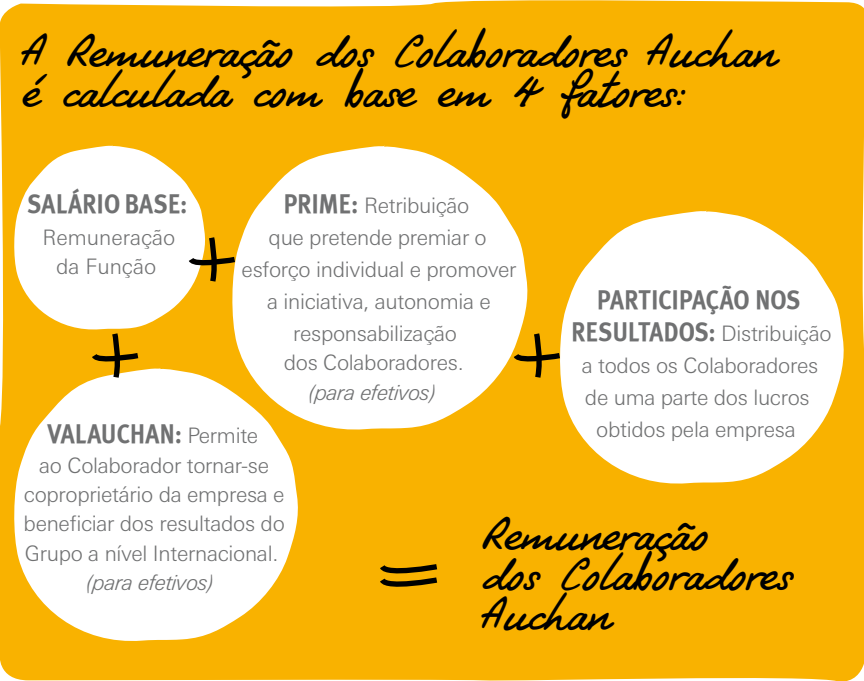 A Remuneração dos Colaboradores Auchan
é calculada com base em 4 fatores:
SALÁRIO BASE:
Remuneração
da Função
+
PRIME: Retribuição
que pretende premiar o
esforço individual e promover
a iniciativa, autonomia e
responsabilização
dos Colaboradores.
(para efetivos)
+
PARTICIPAÇÃO NOS
RESULTADOS: Distribuição
a todos os Colaboradores
de uma parte dos lucros
obtidos pela empresa
+
VALAUCHAN: Permite
ao Colaborador tornar-se
coproprietário da empresa e
beneficiar dos resultados do
Grupo a nível Internacional.
(para efetivos)
=
Remuneração
dos Colaboradores
Auchan